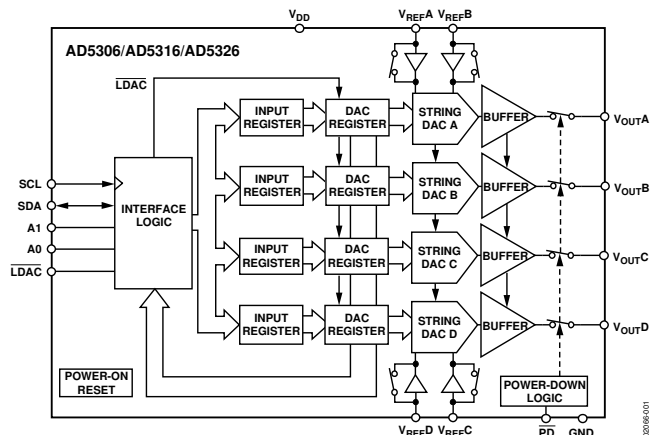 VDD
VREFA
VREFB
AD5306/AD5316/AD5326
LDAC
INPUT
REGISTER
DAC
REGISTER
STRING
DAC A
BUFFER
VOUTA
SCL
SDA
A1
A0
LDAC
INTERFACE
LOGIC
INPUT
REGISTER
DAC
REGISTER
STRING
DAC B
BUFFER
VOUTB
INPUT
REGISTER
DAC
REGISTER
STRING
DAC C
BUFFER
VOUTC
INPUT
REGISTER
DAC
REGISTER
STRING
DAC D
BUFFER
VOUTD
POWER-ON
RESET
POWER-DOWN
LOGIC
VREFD
VREFC
PD
GND
02066-001